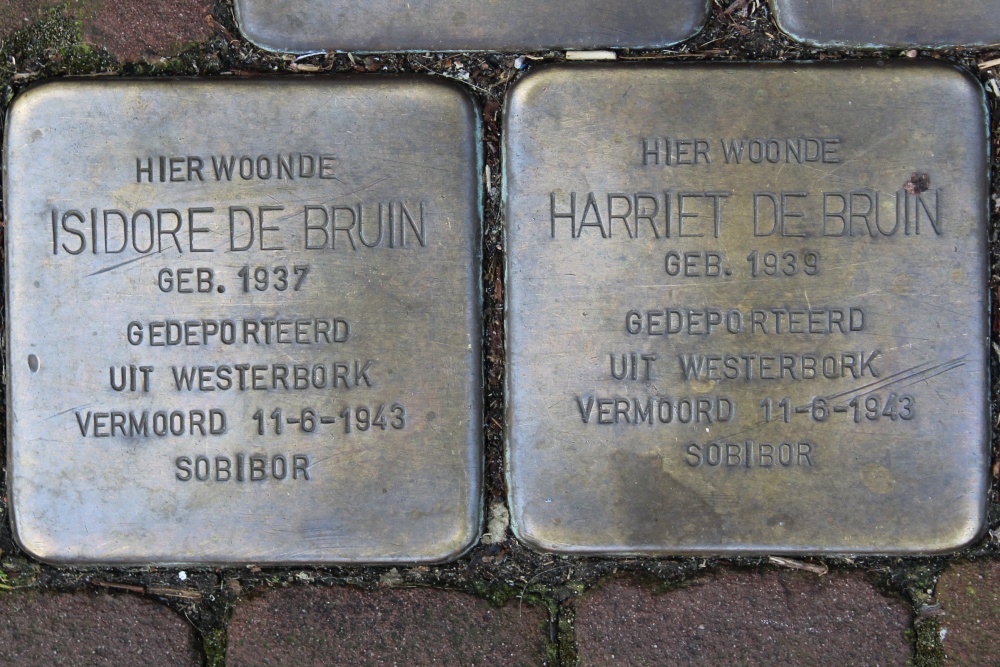 HIER WOONDE
ISIDORE DE BRUIN
GEB. 1937
GEDEPORTEERD
UIT WESTERBORK
VERMOORD 11-6-1943
SOBIBOR
HIER WOONDE
HARRIET DE BRUIN
GEB. 1939
GEDEPORTEERD
UIT WESTERBORK
VERMOORD 11-6-1943
SOBIBOR